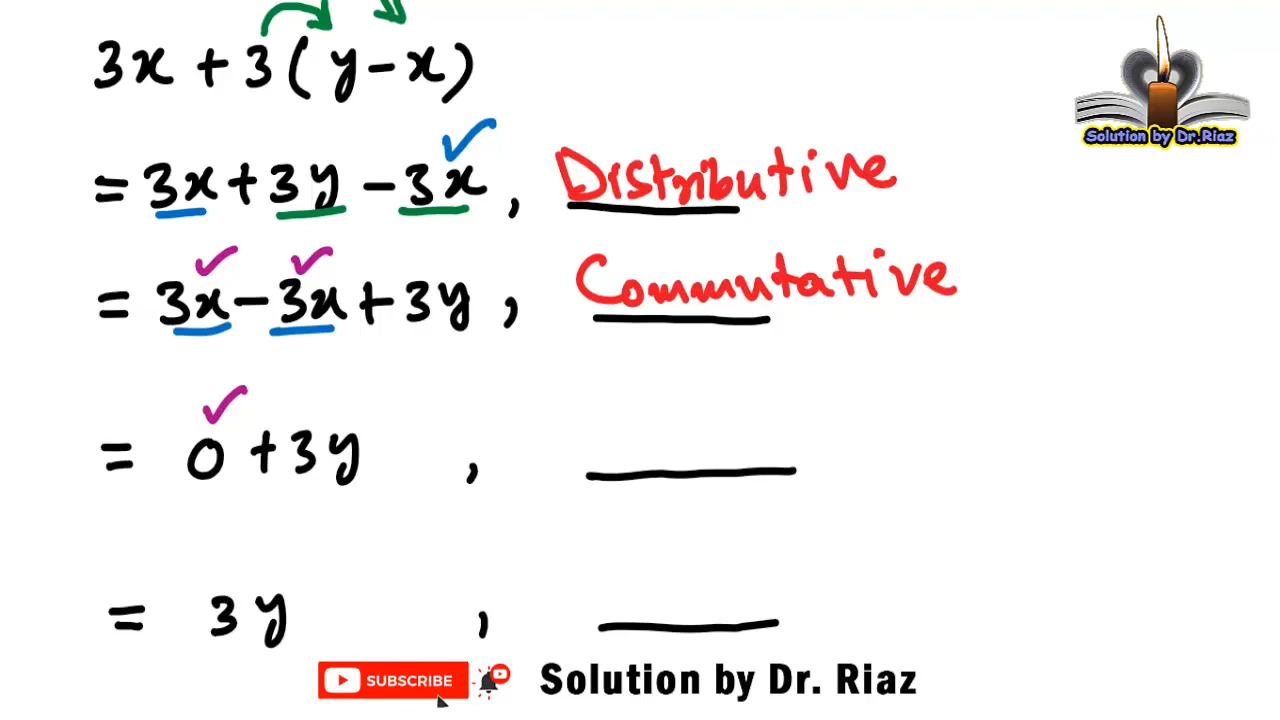 3x + 3(y - x)
Solution by Dr.Riaz
= 3x + 3y - 3x , Distributive
= 3x - 3x + 3y , Commutative
= 0 + 3y ,
= 3y ,
SUBSCRIBE Solution by Dr. Riaz